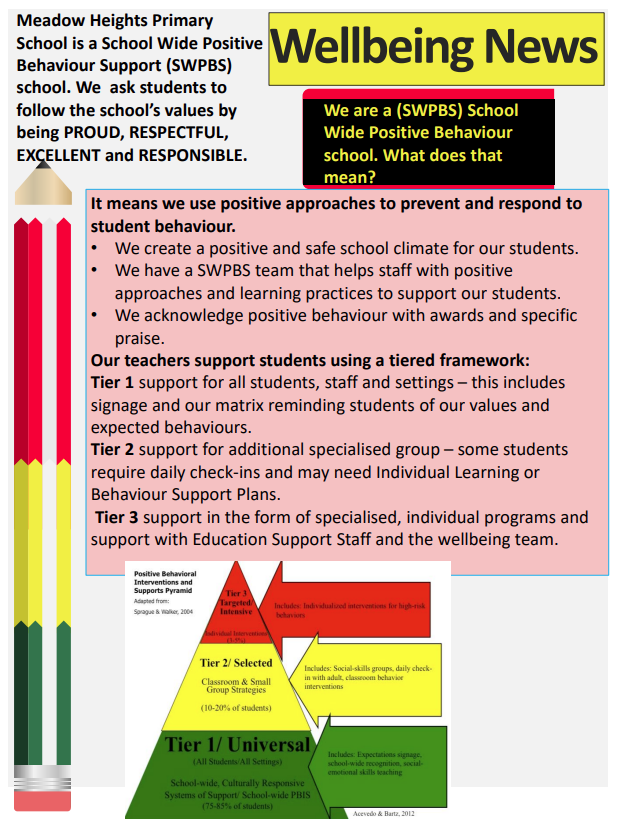 Meadow Heights Primary
School is a School Wide Positive
Behaviour Support (SWPBS)
school. We  ask students to
follow the school’s values by
being PROUD, RESPECTFUL,
EXCELLENT and RESPONSIBLE.
Wellbeing News
We are a (SWPBS) School
Wide Positive Behaviour
school. What does that
mean?
It means we use positive approaches to prevent and respond to
student behaviour.
• We create a positive and safe school climate for our students.
• We have a SWPBS team that helps staff with positive
approaches and learning practices to support our students.
• We acknowledge positive behaviour with awards and specific
praise.
Our teachers support students using a tiered framework:
Tier 1 support for all students, staff and settings – this includes
signage and our matrix reminding students of our values and
expected behaviours.
Tier 2 support for additional specialised group – some students
require daily check-ins and may need Individual Learning or
Behaviour Support Plans.
Tier 3 support in the form of specialised, individual programs and
support with Education Support Staff and the wellbeing team.
Positive Behavioral
Interventions and
Supports Pyramid
Adapted from:
Sprague & Walker, 2004
Tier 3
Targeted/
Intensive
Individual Interventions
(3-5%)
Includes: Individualized interventions for high-risk
behaviors
Tier 2/ Selected
Classroom & Small
Group Strategies
(10-20% of students)
Includes: Social-skills groups, daily check-
in with adult, classroom behavior
interventions
Tier 1/ Universal
(All Students/All Settings)
School-wide, Culturally Responsive
Systems of Support/ School-wide PBIS
(75-85% of students)
Includes: Expectations signage,
school-wide recognition, social-
emotional skills teaching
Acevedo & Bartz, 2012